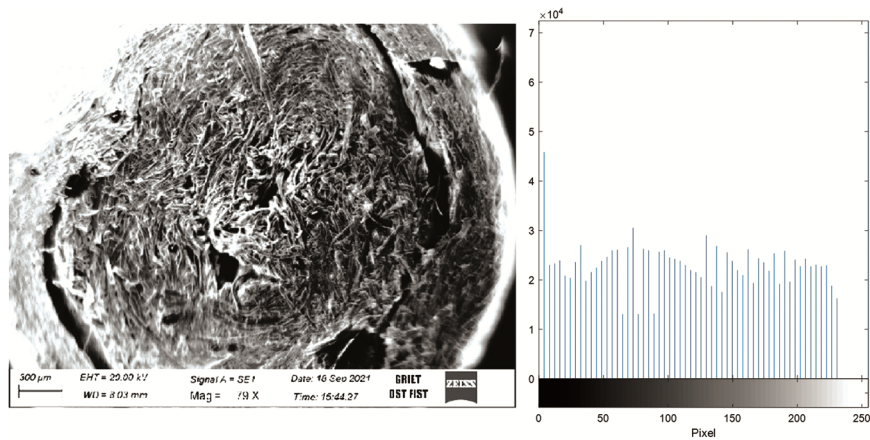 300 µm
EHT = 20.00 kV
Signal A = SE1
Date: 16 Sep 2021
GRIET
WD = 8.03 mm
Mag = 79 X
Time: 15:44:27
DST FIST
ZEISS
×10⁴
7
6
5
4
3
2
1
0
0 50 100 150 200 250
Pixel